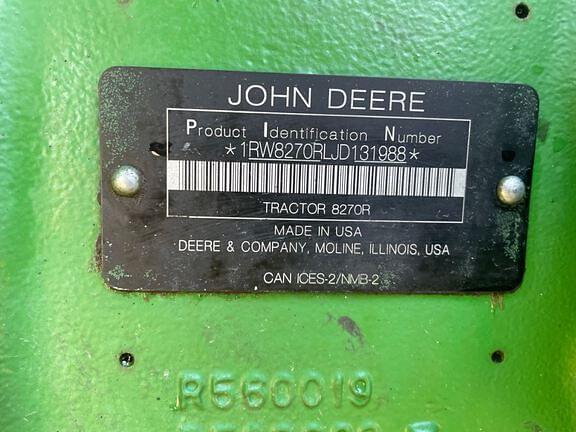 JOHN DEERE
Product Identification Number
*1RW8270RLJD131988*
TRACTOR 8270R
MADE IN USA
DEERE & COMPANY, MOLINE, ILLINOIS, USA
CAN ICES-2/NMB-2
R560019